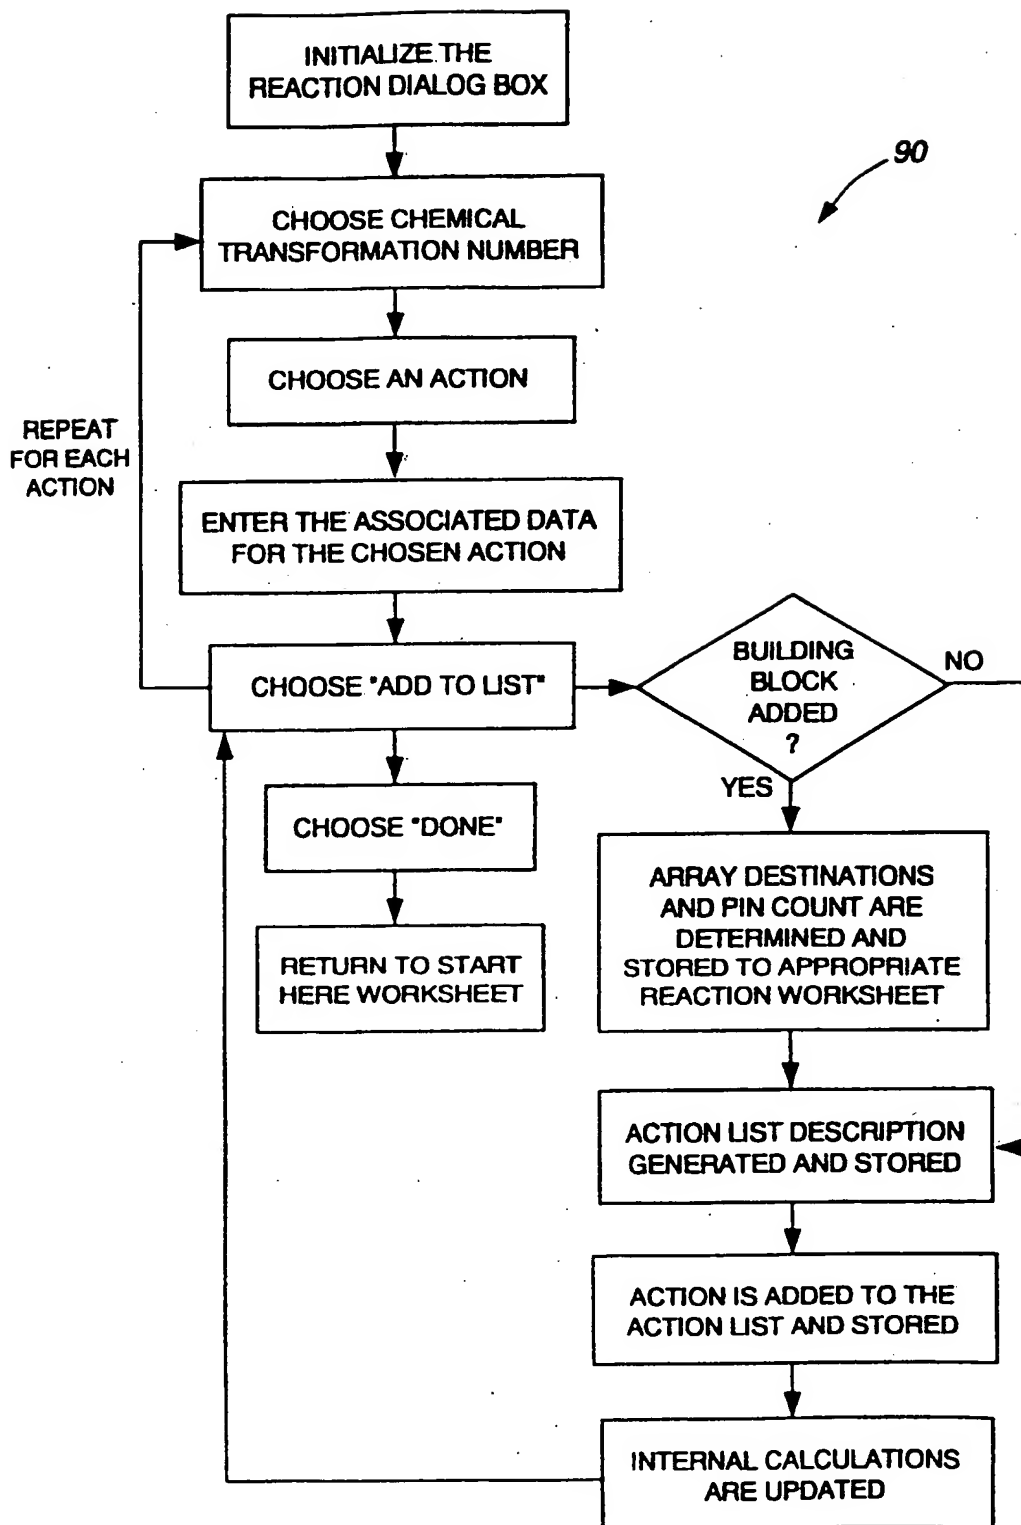 INITIALIZE THE
REACTION DIALOG BOX
90
CHOOSE CHEMICAL
TRANSFORMATION NUMBER
CHOOSE AN ACTION
REPEAT
FOR EACH
ACTION
ENTER THE ASSOCIATED DATA
FOR THE CHOSEN ACTION
CHOOSE "ADD TO LIST"
BUILDING
BLOCK
ADDED
?
NO
YES
CHOOSE "DONE"
RETURN TO START
HERE WORKSHEET
ARRAY DESTINATIONS
AND PIN COUNT ARE
DETERMINED AND
STORED TO APPROPRIATE
REACTION WORKSHEET
ACTION LIST DESCRIPTION
GENERATED AND STORED
ACTION IS ADDED TO THE
ACTION LIST AND STORED
INTERNAL CALCULATIONS
ARE UPDATED